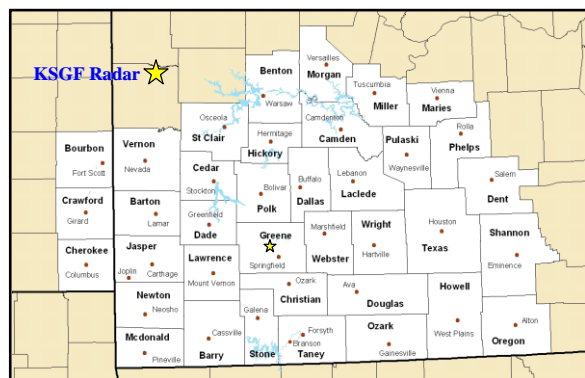 KSGF Radar
Versailles
Benton
Morgan
Tuscumbia
Miller
Vienna
Maries
Warsaw
Osceola
St Clair
Hermitage
Hickory
Camdenton
Camden
Pulaski
Waynesville
Rolla
Phelps
Bourbon
Fort Scott
Vernon
Nevada
Cedar
Stockton
Bolivar
Polk
Buffalo
Dallas
Lebanon
Laclede
Salem
Dent
Crawford
Girard
Barton
Lamar
Greenfield
Dade
Greene
Springfield
Marshfield
Webster
Wright
Hartville
Houston
Texas
Shannon
Eminence
Cherokee
Columbus
Jasper
Joplin
Carthage
Lawrence
Mount Vernon
Ozark
Christian
Ava
Douglas
Howell
West Plains
Newton
Neosho
Galena
Stone
Cassville
Barry
Forsyth
Branson
Taney
Ozark
Gainesville
Alton
Oregon
Mcdonald
Pineville